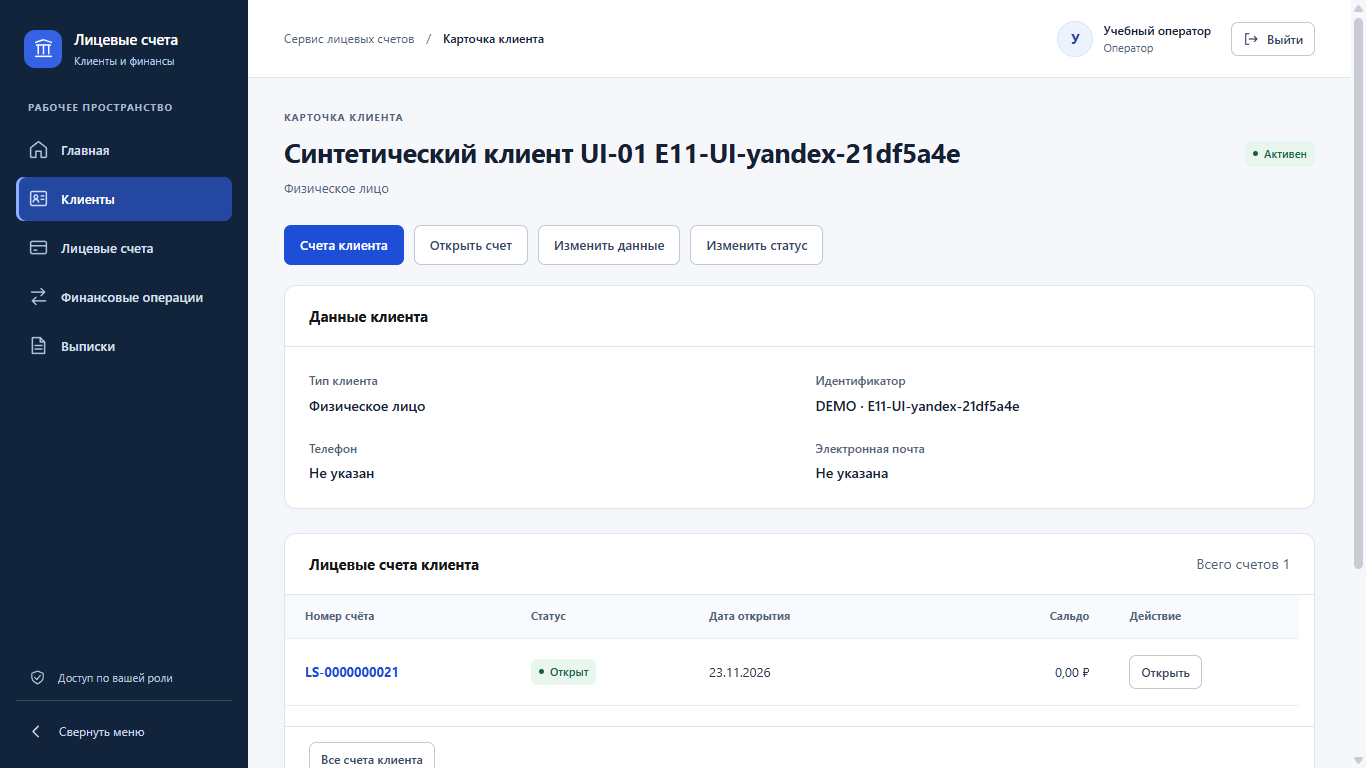 Лицевые счета
Клиенты и финансы
РАБОЧЕЕ ПРОСТРАНСТВО
Главная
Клиенты
Лицевые счета
Финансовые операции
Выписки
Доступ по вашей роли
Свернуть меню
Сервис лицевых счетов / Карточка клиента
У
Учебный оператор
Оператор
Выйти
КАРТОЧКА КЛИЕНТА
Синтетический клиент UI-01 E11-UI-yandex-21df5a4e
Активен
Физическое лицо
Счета клиента
Открыть счет
Изменить данные
Изменить статус
Данные клиента
Тип клиента
Физическое лицо
Идентификатор
DEMO · E11-UI-yandex-21df5a4e
Телефон
Не указан
Электронная почта
Не указана
Лицевые счета клиента
Всего счетов 1
Номер счёта Статус Дата открытия Сальдо Действие
LS-0000000021 Открыт 23.11.2026 0,00 ₽ Открыть
Все счета клиента